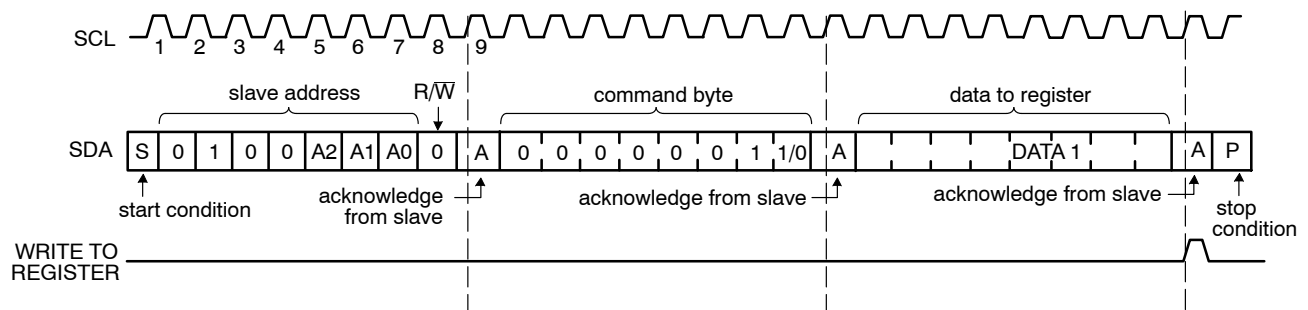 SCL
1 2 3 4 5 6 7 8 9
slave address
R/W̅
command byte
data to register
SDA
S 0 1 0 0 A2 A1 A0 0 A 0 0 0 0 0 0 1 1/0 A DATA 1 A P
start condition
acknowledge
from slave
acknowledge from slave
acknowledge from slave
stop
condition
WRITE TO
REGISTER